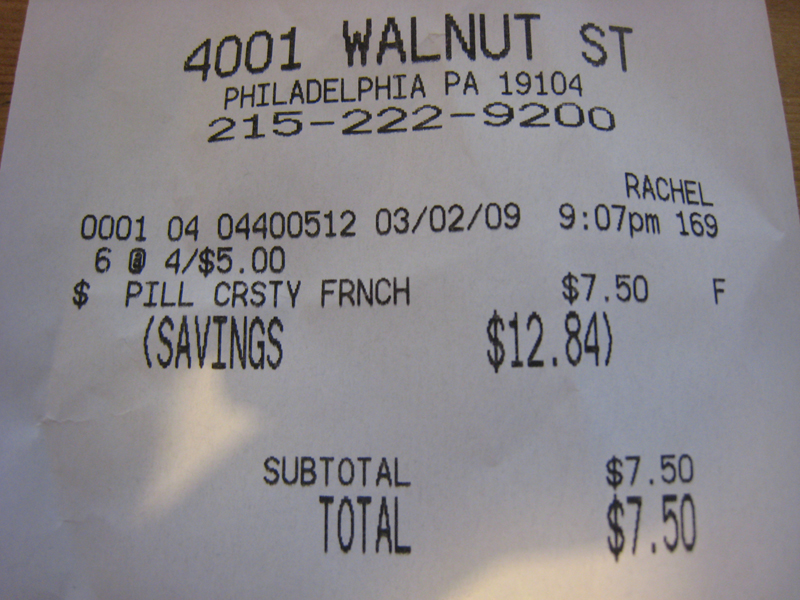 4001 WALNUT ST
PHILADELPHIA PA 19104
215-222-9200
RACHEL
0001 04 04400512 03/02/09 9:07pm 169
6 @ 4/$5.00
$ PILL CRSTY FRNCH $7.50 F
(SAVINGS $12.84)
SUBTOTAL $7.50
TOTAL $7.50